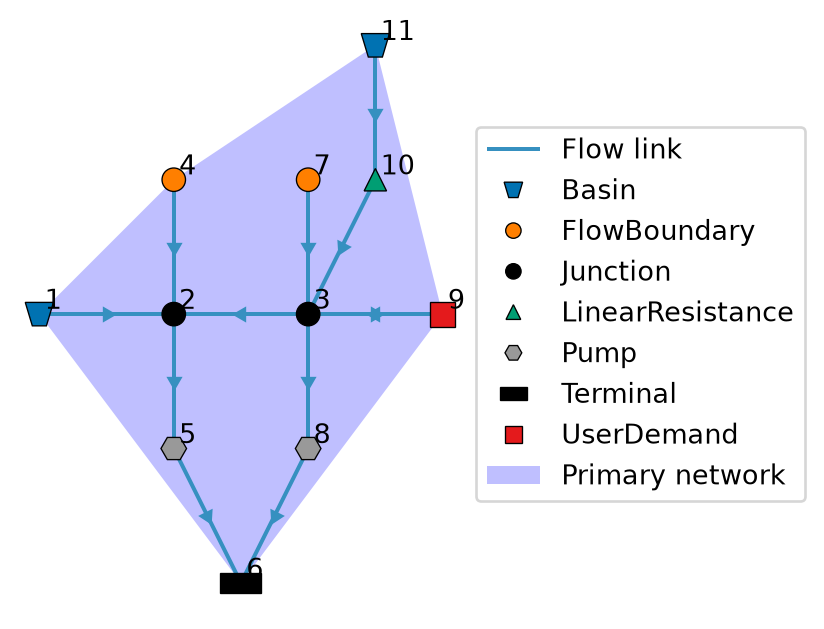 11
4
7
10
1
2
3
9
5
8
6
Flow link
Basin
FlowBoundary
Junction
LinearResistance
Pump
Terminal
UserDemand
Primary network